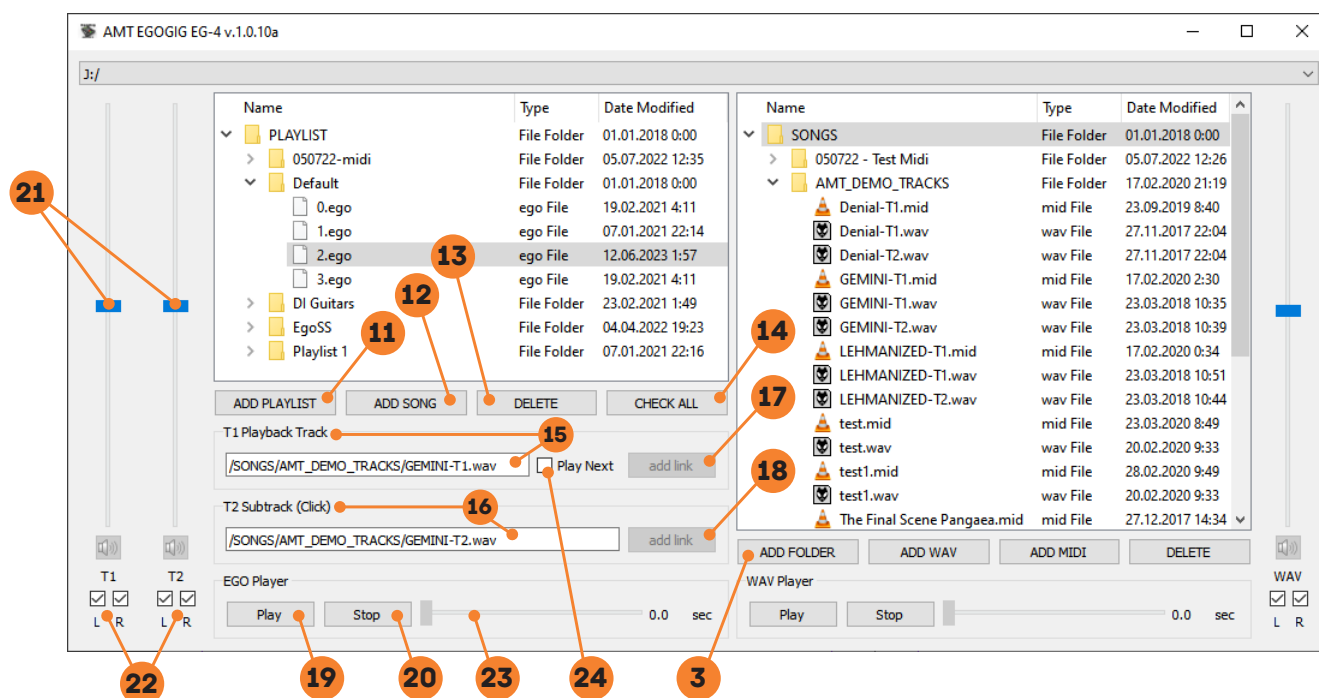 AMT EGOGIG EG-4 v.1.0.10a
J:/
Name Type Date Modified
PLAYLIST File Folder 01.01.2018 0:00
050722-midi File Folder 05.07.2022 12:35
Default File Folder 01.01.2018 0:00
0.ego ego File 19.02.2021 4:11
1.ego ego File 07.01.2021 22:14
2.ego ego File 12.06.2023 1:57
3.ego ego File 19.02.2021 4:11
DI Guitars File Folder 23.02.2021 1:49
EgoSS File Folder 04.04.2022 19:23
Playlist 1 File Folder 07.01.2021 22:16
21
13
12
11
14
ADD PLAYLIST ADD SONG DELETE CHECK ALL
T1 Playback Track 15 17
/SONGS/AMT_DEMO_TRACKS/GEMINI-T1.wav Play Next add link
T2 Subtrack (Click) 16 18
/SONGS/AMT_DEMO_TRACKS/GEMINI-T2.wav add link
EGO Player
Play Stop 0.0 sec
Name Type Date Modified
SONGS File Folder 01.01.2018 0:00
050722 - Test Midi File Folder 05.07.2022 12:26
AMT_DEMO_TRACKS File Folder 17.02.2020 21:19
Denial-T1.mid mid File 23.09.2019 8:40
Denial-T1.wav wav File 27.11.2017 22:04
Denial-T2.wav wav File 27.11.2017 22:04
GEMINI-T1.mid mid File 17.02.2020 2:30
GEMINI-T1.wav wav File 23.03.2018 10:35
GEMINI-T2.wav wav File 23.03.2018 10:39
LEHMANIZED-T1.mid mid File 17.02.2020 0:34
LEHMANIZED-T1.wav wav File 23.03.2018 10:51
LEHMANIZED-T2.wav wav File 23.03.2018 10:44
test.mid mid File 23.03.2020 8:49
test.wav wav File 20.02.2020 9:33
test1.mid mid File 28.02.2020 9:49
test1.wav wav File 20.02.2020 9:33
The Final Scene Pangaea.mid mid File 27.12.2017 14:34
ADD FOLDER ADD WAV ADD MIDI DELETE
WAV Player
Play Stop 0.0 sec
T1 T2
L R L R
WAV
L R
22 19 20 23 24 3